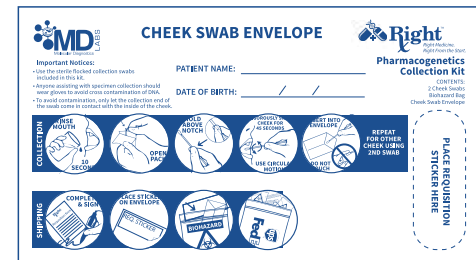 MD LABS
Molecular Diagnostics
CHEEK SWAB ENVELOPE
Right
Right Medicine.
Right From the Start.
Important Notices:
• Use the sterile flocked collection swabs
included in this kit.
• Anyone assisting with specimen collection should
wear gloves to avoid cross contamination of DNA.
• To avoid contamination, only let the collection end of
the swab come in contact with the inside of the cheek.
PATIENT NAME:
DATE OF BIRTH: / /
Pharmacogenetics
Collection Kit
CONTENTS:
2 Cheek Swabs
Biohazard Bag
Cheek Swab Envelope
COLLECTION
RINSE
MOUTH
10
SECONDS
OPEN
PACK
HOLD
ABOVE
NOTCH
CHEEK FOR
45 SECONDS
USE CIRCULAR
MOTION
INSERT INTO
ENVELOPE
DO NOT
TOUCH
REPEAT
FOR OTHER
CHEEK USING
2ND SWAB
PLACE REQUISITION
STICKER HERE
SHIPPING
COMPLETE
& SIGN
PLACE STICKER
ON ENVELOPE
REQ STICKER
BIOHAZARD
FedEx